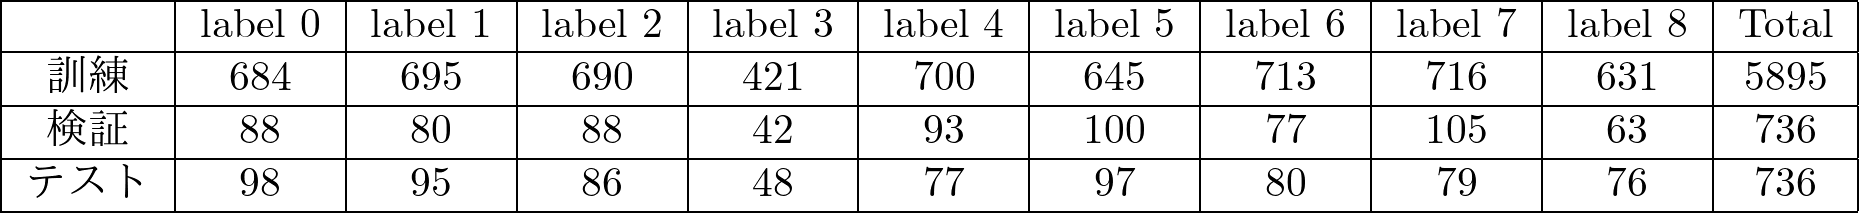 label 0 label 1 label 2 label 3 label 4 label 5 label 6 label 7 label 8 Total
訓練 684 695 690 421 700 645 713 716 631 5895
検証 88 80 88 42 93 100 77 105 63 736
テスト 98 95 86 48 77 97 80 79 76 736